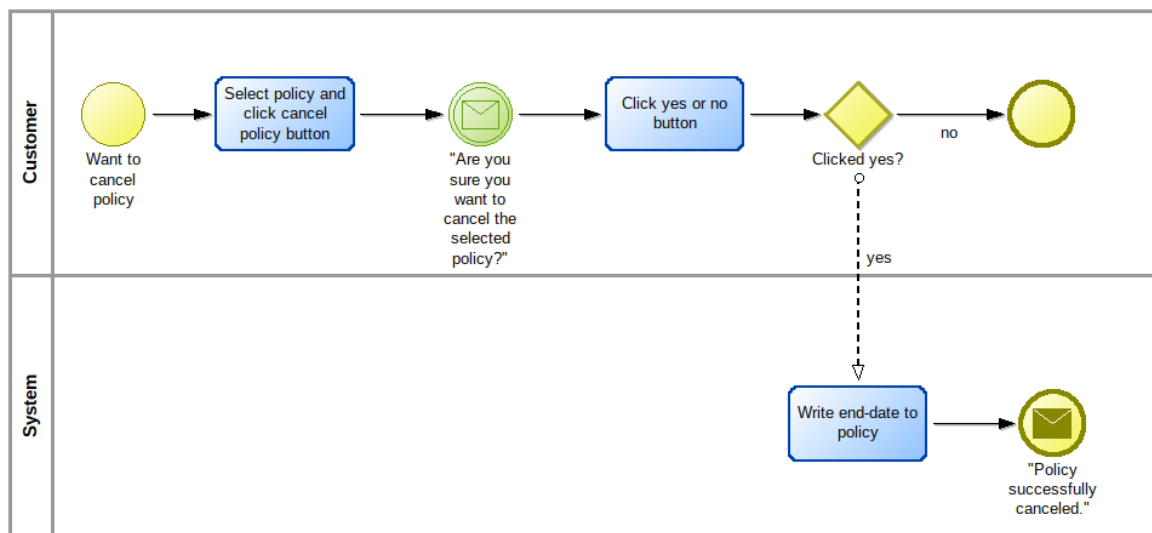 Customer
Want to
cancel
policy
Select policy and
click cancel
policy button
"Are you
sure you
want to
cancel the
selected
policy?"
Click yes or no
button
Clicked yes?
no
yes
System
Write end-date to
policy
"Policy
successfully
canceled."